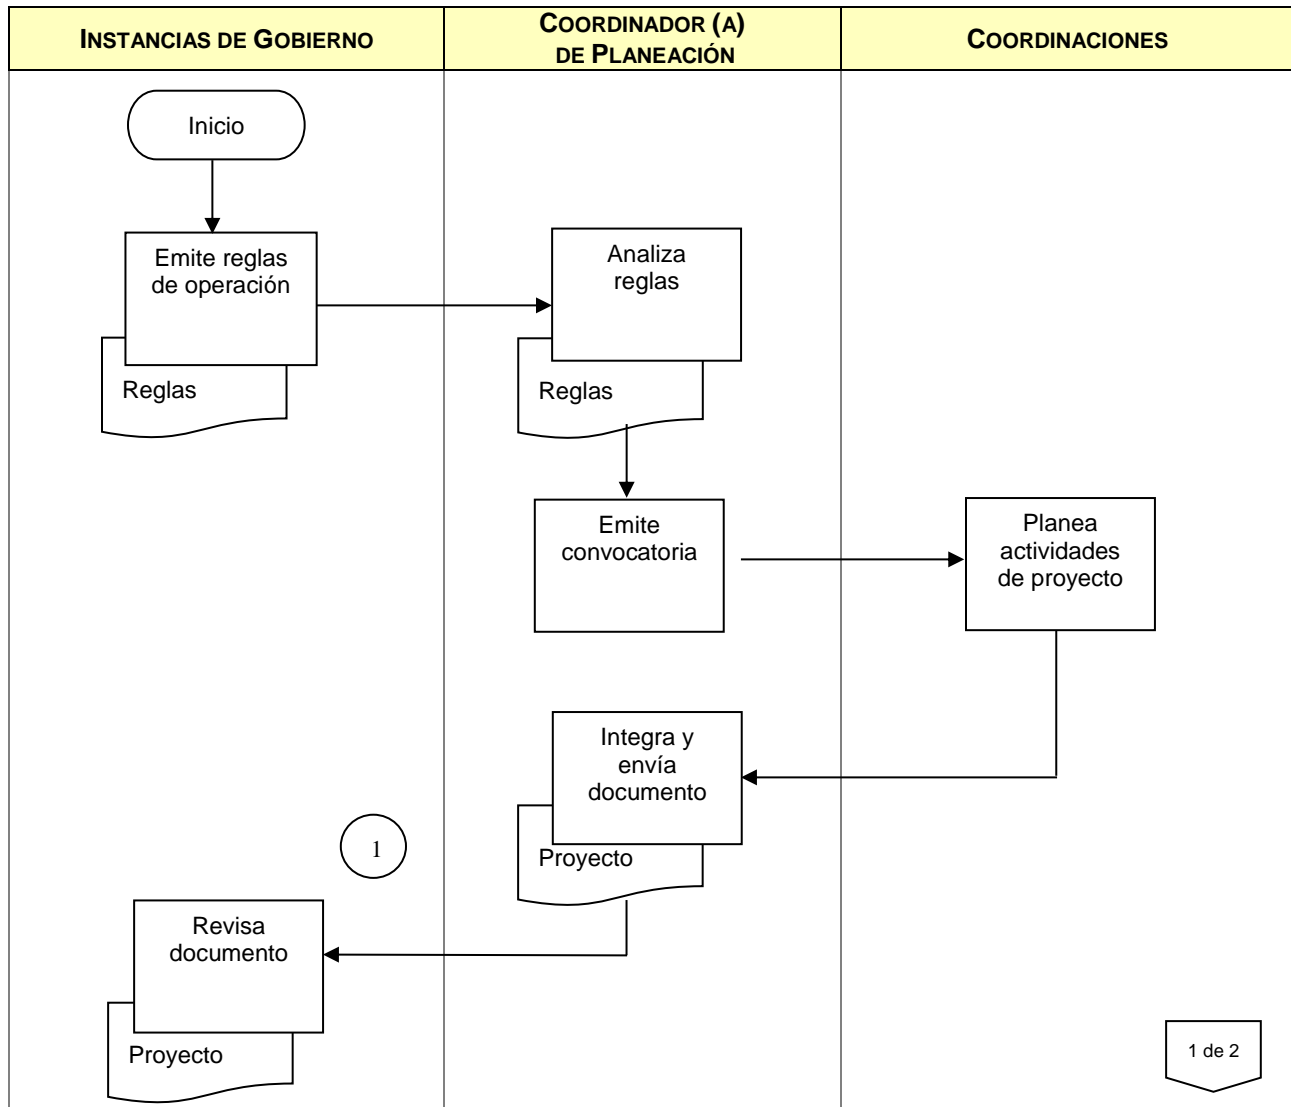 INSTANCIAS DE GOBIERNO
COORDINADOR (A)
DE PLANEACIÓN
COORDINACIONES
Inicio
Emite reglas
de operación
Reglas
Analiza
reglas
Reglas
Emite
convocatoria
Planea
actividades
de proyecto
Integra y
envía
documento
Proyecto
1
Revisa
documento
Proyecto
1 de 2